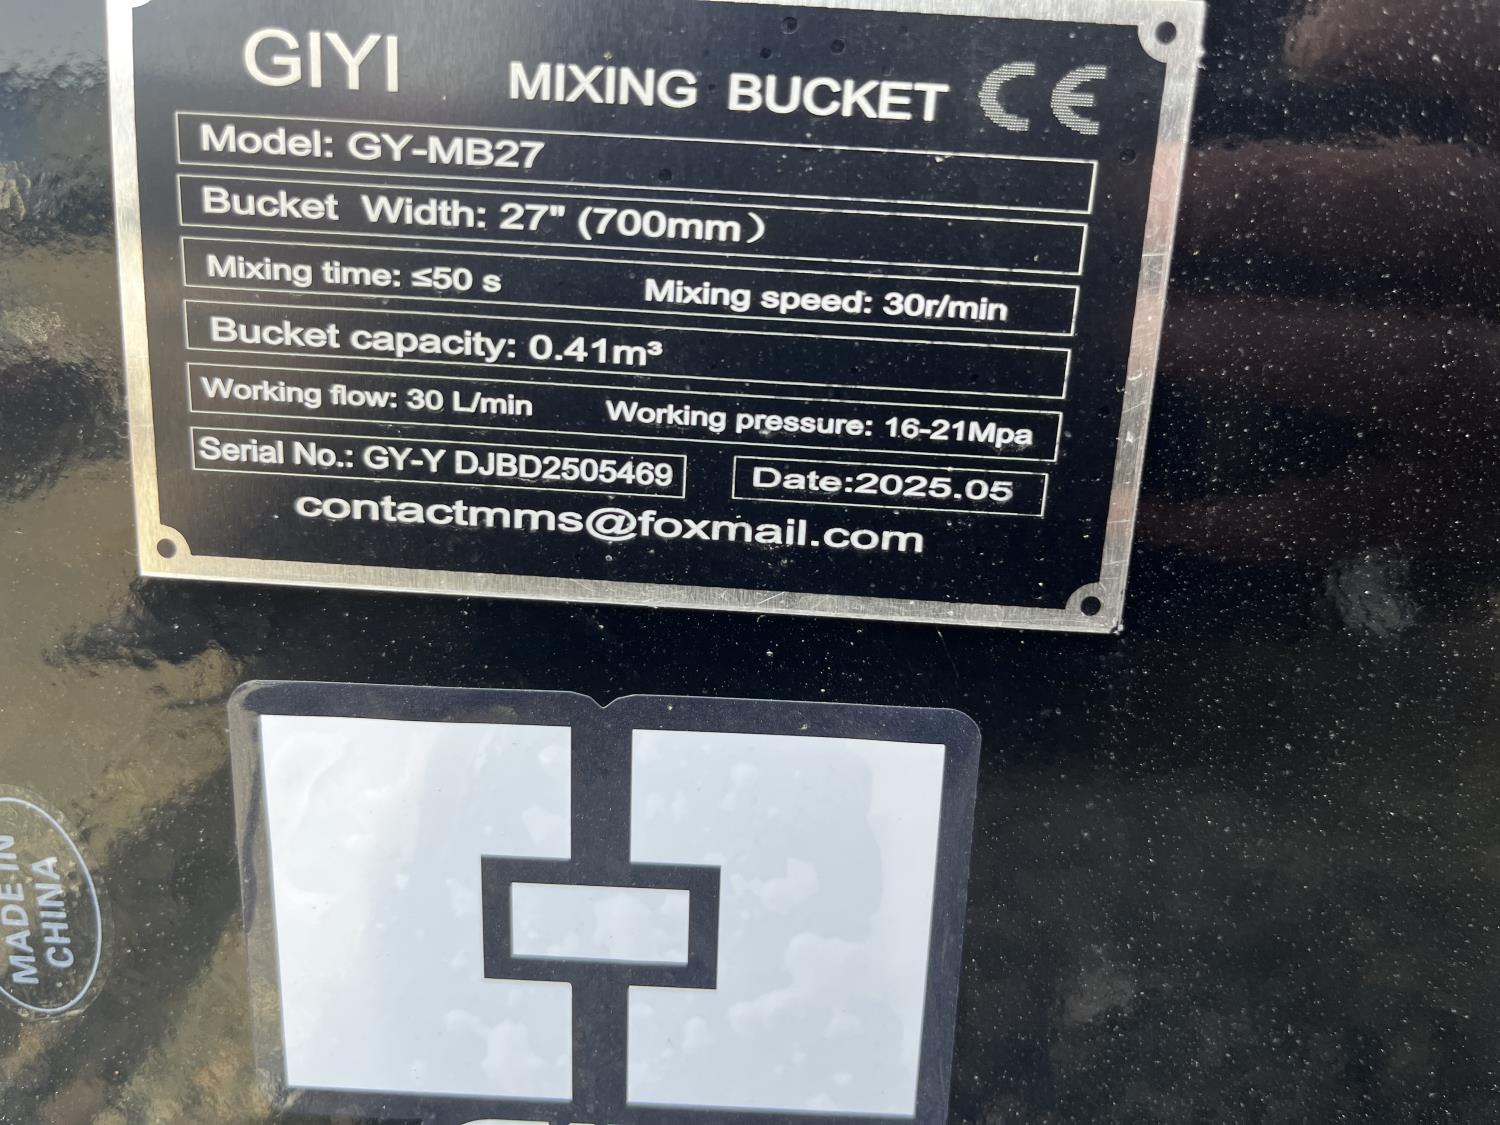 GIYI MIXING BUCKET CE
Model: GY-MB27
Bucket Width: 27" (700mm）
Mixing time: ≤50 s Mixing speed: 30r/min
Bucket capacity: 0.41m³
Working flow: 30 L/min Working pressure: 16-21Mpa
Serial No.: GY-Y DJBD2505469 Date:2025.05
contactmms@foxmail.com
MADE IN
CHINA